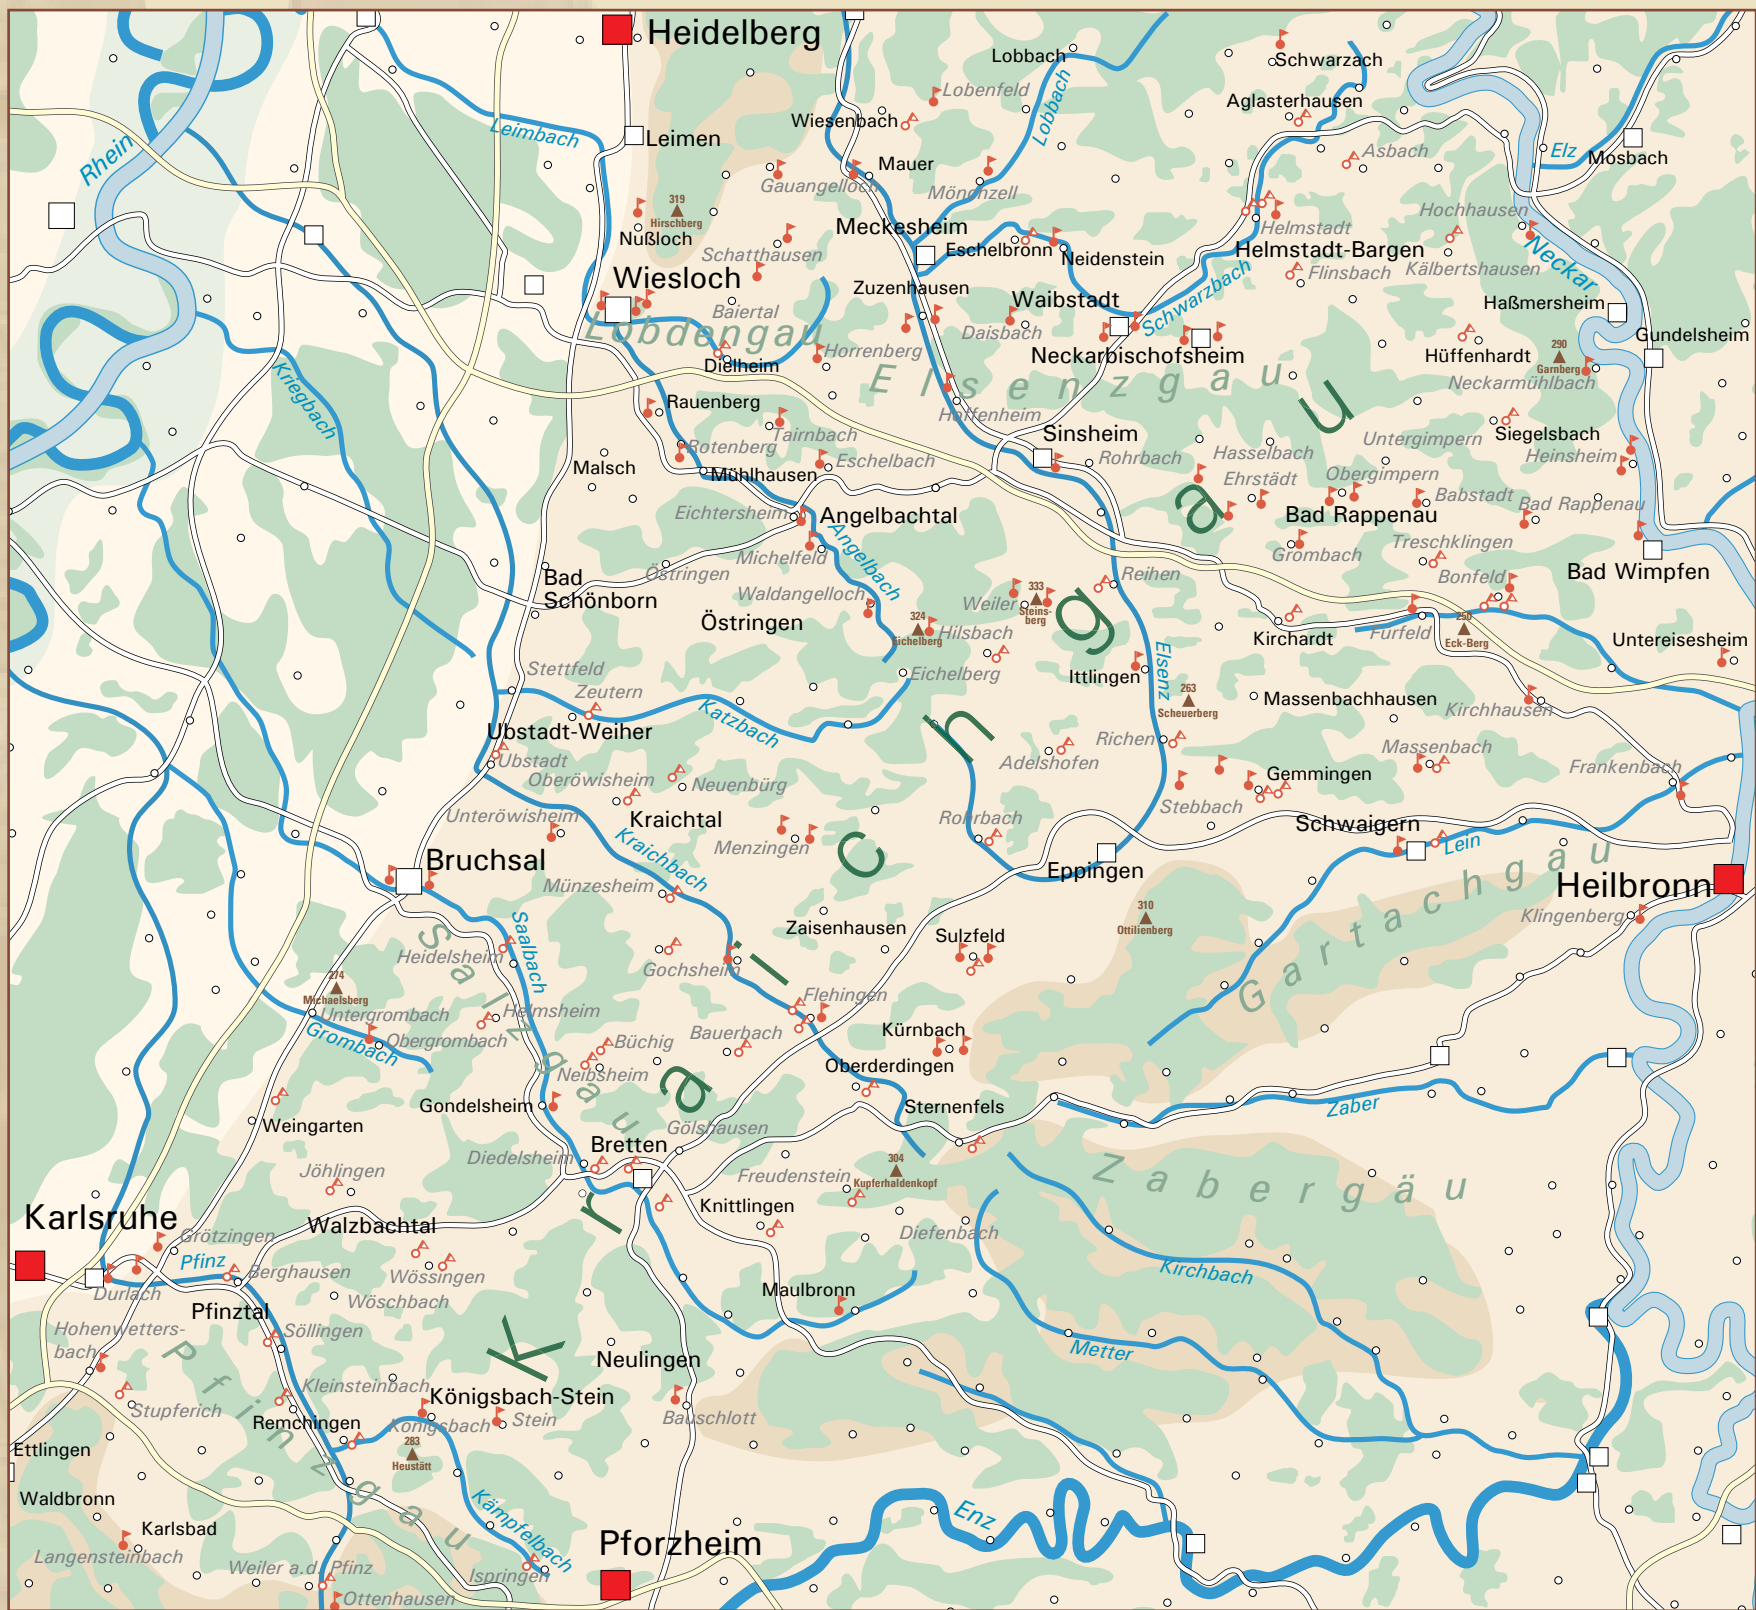 Heidelberg
Lobbach
Schwarzach
Lobenfeld
Lobbach
Aglasterhausen
Wiesenbach
Leimbach
Leimen
Rhein
Elz
Mosbach
Asbach
Mauer
Gauangelloch
Mönchzell
319
Hirschberg
Nußloch
Meckesheim
Helmstadt
Hochhausen
Schatthausen
Eschelbronn
Neidenstein
Helmstadt-Bargen
Neckar
Flinsbach
Kälbertshausen
Wiesloch
Zuzenhausen
Waibstadt
Schwarzbach
Haßmersheim
Baiertal
Lobdengau
Daisbach
Gundelsheim
Horrenberg
Neckarbischofsheim
Hüffenhardt
290
Garnberg
Dielheim
Elsenzgau
Neckarmühlbach
Kriegbach
Rauenberg
Hoffenheim
Kraichgau
Tairnbach
Sinsheim
Untergimpern
Siegelsbach
Rotenberg
Eschelbach
Rohrbach
Hasselbach
Heinsheim
Malsch
Mühlhausen
Ehrstädt
Obergimpern
Babstadt
Bad Rappenau
Eichtersheim
Angelbachtal
Bad Rappenau
Michelfeld
Angelbach
Grombach
Treschklingen
Bad
Schönborn
Östringen
Reihen
Bonfeld
Bad Wimpfen
Waldangelloch
Weiler
333
Steins-
berg
Östringen
324
Eichelberg
Hilsbach
Kirchardt
Fürfeld
250
Eck-Berg
Untereisesheim
Stettfeld
Eichelberg
Ittlingen
Elsenz
263
Scheuerberg
Massenbachhausen
Kirchhausen
Zeutern
Katzbach
Ubstadt-Weiher
Richen
Ubstadt
Adelshofen
Massenbach
Oberöwisheim
Neuenbürg
Gemmingen
Frankenbach
Unteröwisheim
Kraichtal
Rohrbach
Stebbach
Schwaigern
Menzingen
Lein
Kraichbach
Bruchsal
Eppingen
Gartachgau
Heilbronn
Münzesheim
Klingenberg
310
Ottilienberg
Zaisenhausen
Sulzfeld
Salzgau
Saalbach
Heidelsheim
Gochsheim
274
Michaelsberg
Flehingen
Untergrombach
Helmsheim
Kürnbach
Grombach
Obergrombach
Büchig
Bauerbach
Neibsheim
Oberderdingen
Gondelsheim
Sternenfels
Zaber
Weingarten
Gölshausen
Bretten
Diedelsheim
Jöhlingen
Freudenstein
304
Kupferhaldenkopf
Zabergäu
Knittlingen
Karlsruhe
Walzbachtal
Diefenbach
Grötzingen
Pfinz
Berghausen
Wössingen
Kirchbach
Durlach
Wöschbach
Maulbronn
Pfinztal
Hohenwetters-
bach
Söllingen
Metter
Pfinzgau
Neulingen
Kleinsteinbach
Königsbach-Stein
Stupferich
Remchingen
Königsbach
Stein
Bauschlott
Ettlingen
283
Heustätt
Waldbronn
Kämpfelbach
Enz
Karlsbad
Pforzheim
Langensteinbach
Weiler a.d. Pfinz
Ispringen
Ottenhausen